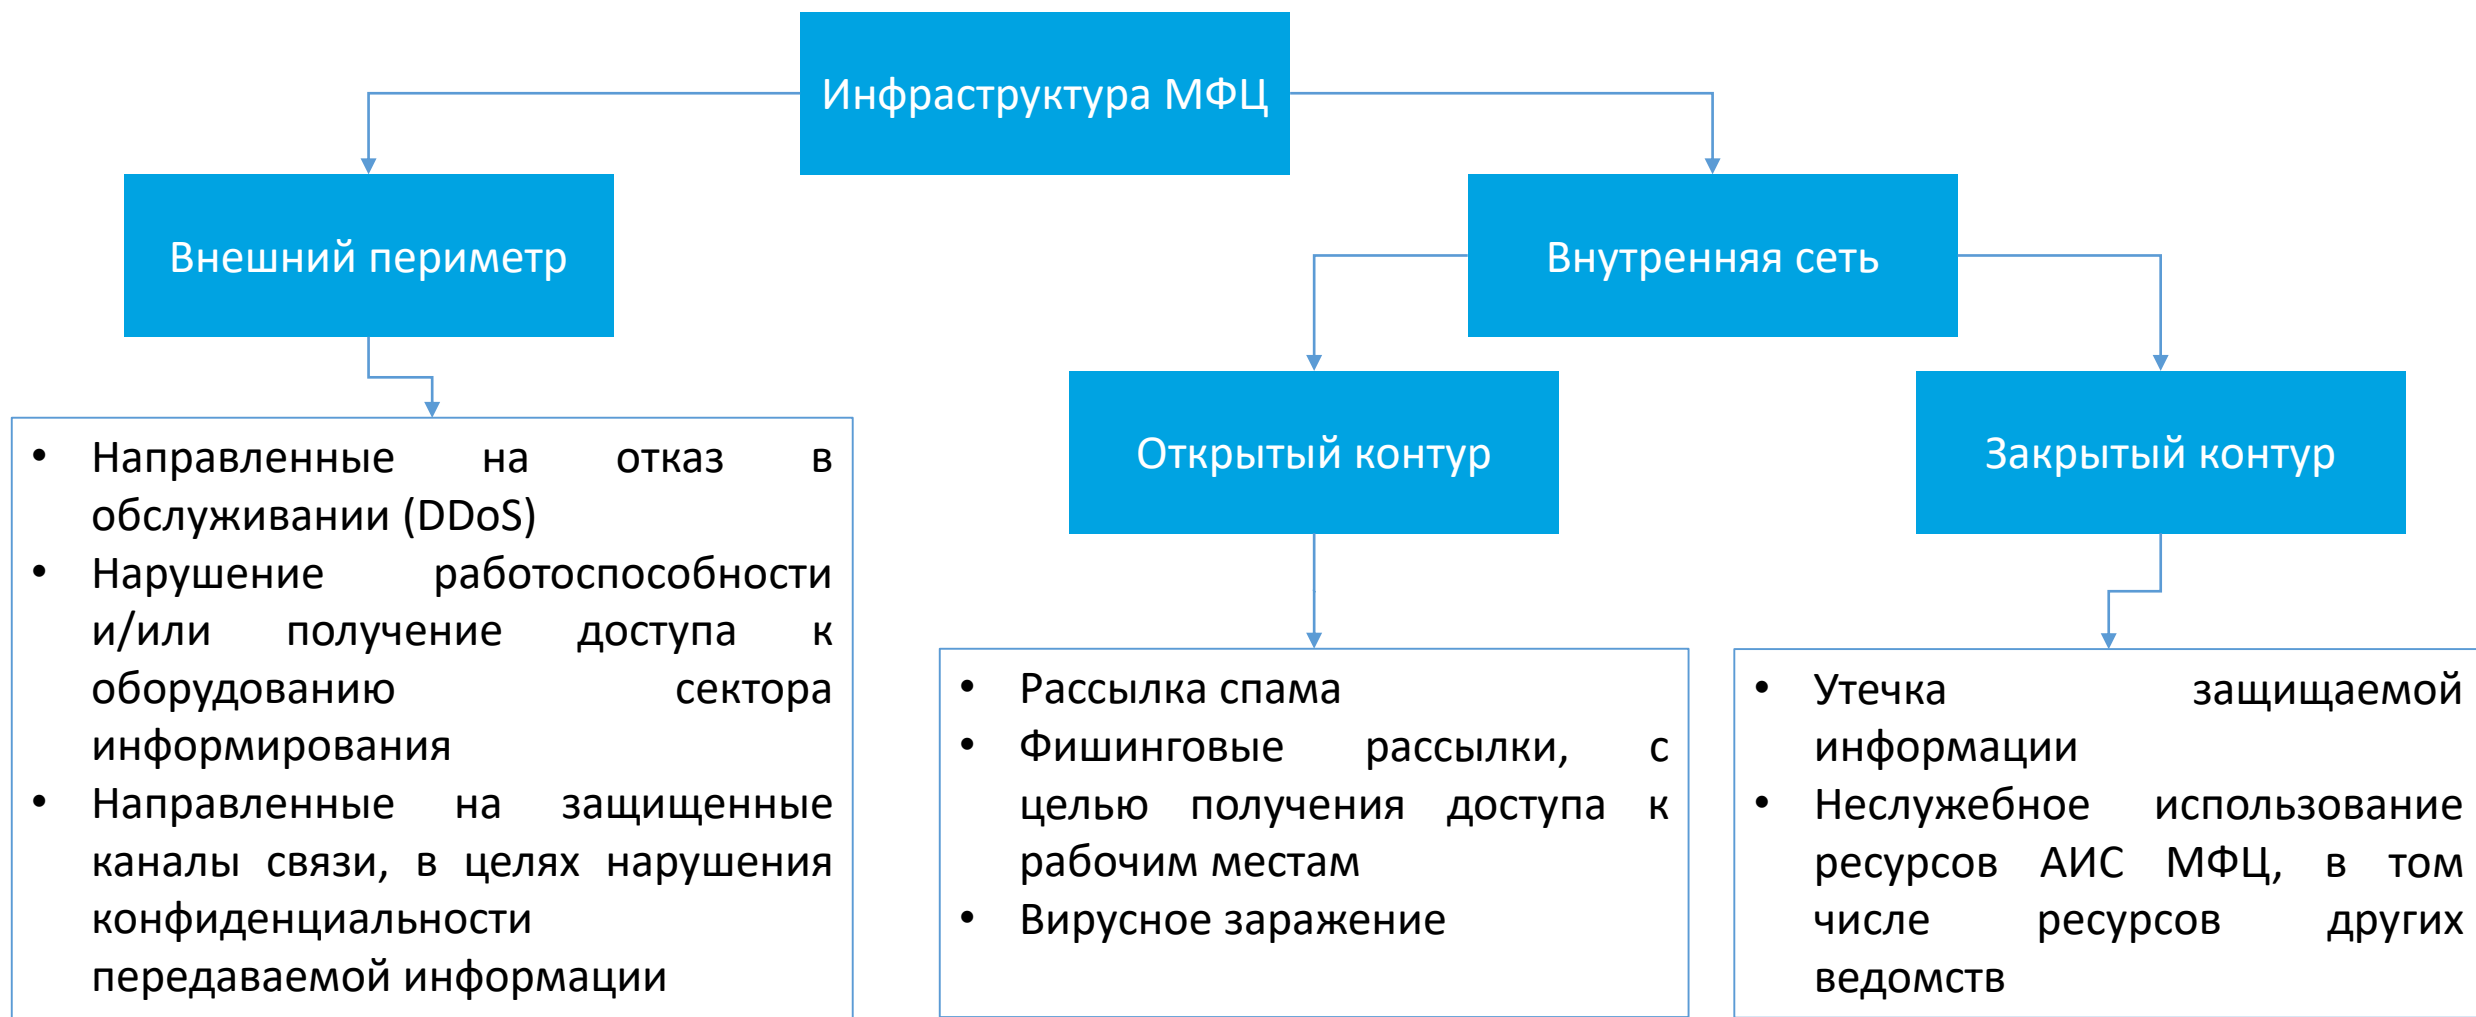 Инфраструктура МФЦ
Внешний периметр
Внутренняя сеть
Открытый контур
Закрытый контур
• Направленные на отказ в
обслуживании (DDoS)
• Нарушение работоспособности
и/или получение доступа к
оборудованию сектора
информирования
• Направленные на защищенные
каналы связи, в целях нарушения
конфиденциальности
передаваемой информации
• Рассылка спама
• Фишинговые рассылки, с
целью получения доступа к
рабочим местам
• Вирусное заражение
• Утечка защищаемой
информации
• Неслужебное использование
ресурсов АИС МФЦ, в том
числе ресурсов других
ведомств